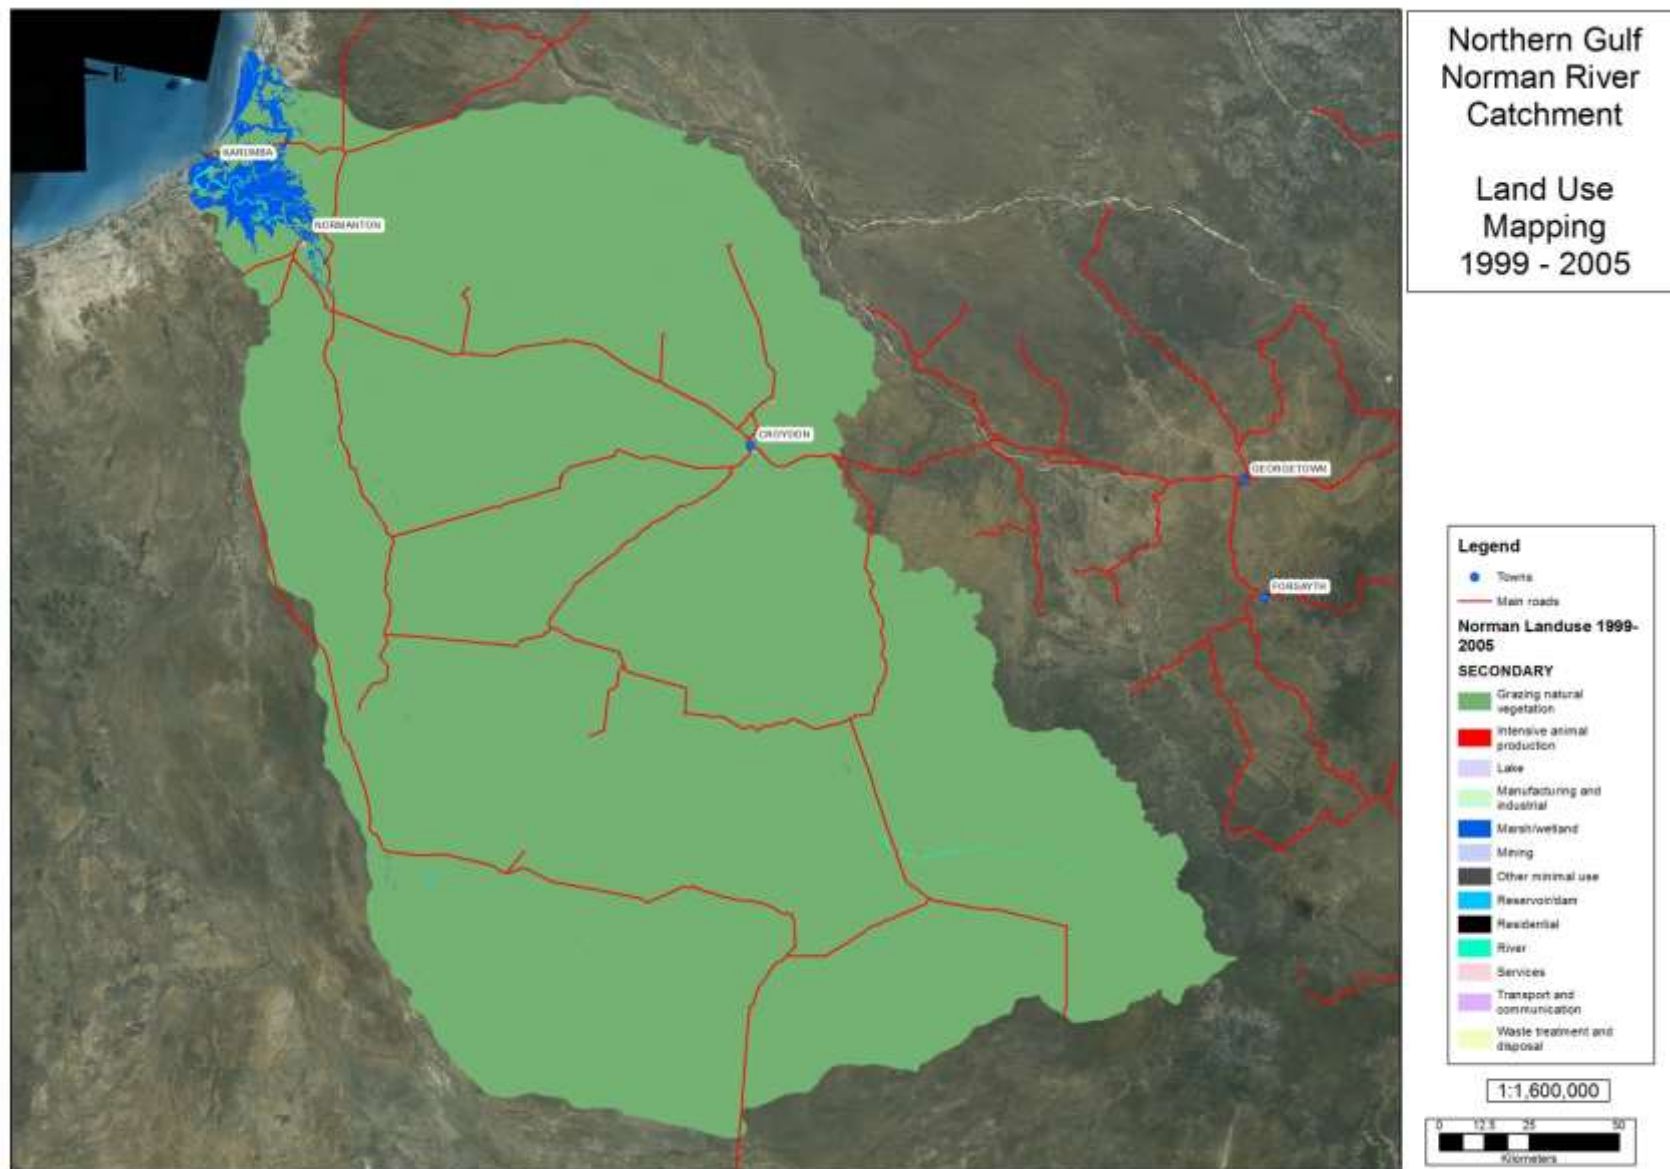 Northern Gulf
Norman River
Catchment
Land Use
Mapping
1999 - 2005
KARUMBA
NORMANTON
CROYDON
GEORGETOWN
FORSAYTH
Legend
Towns
Main roads
Norman Landuse 1999-
2005
SECONDARY
Grazing natural
vegetation
Intensive animal
production
Lake
Manufacturing and
industrial
Marsh/wetland
Mining
Other minimal use
Reservoir/dam
Residential
River
Services
Transport and
communication
Waste treatment and
disposal
1:1,600,000
0 12.5 25 50
Kilometers